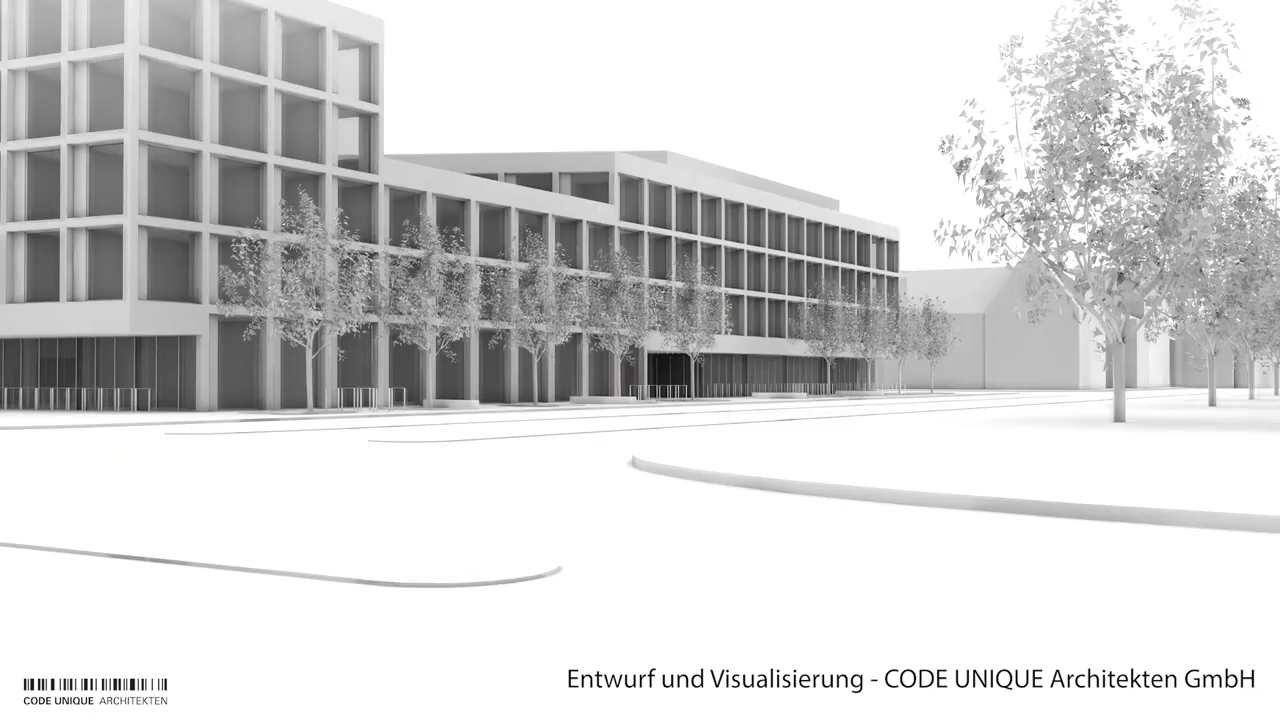 Entwurf und Visualisierung - CODE UNIQUE Architekten GmbH
CODE UNIQUE ARCHITEKTEN